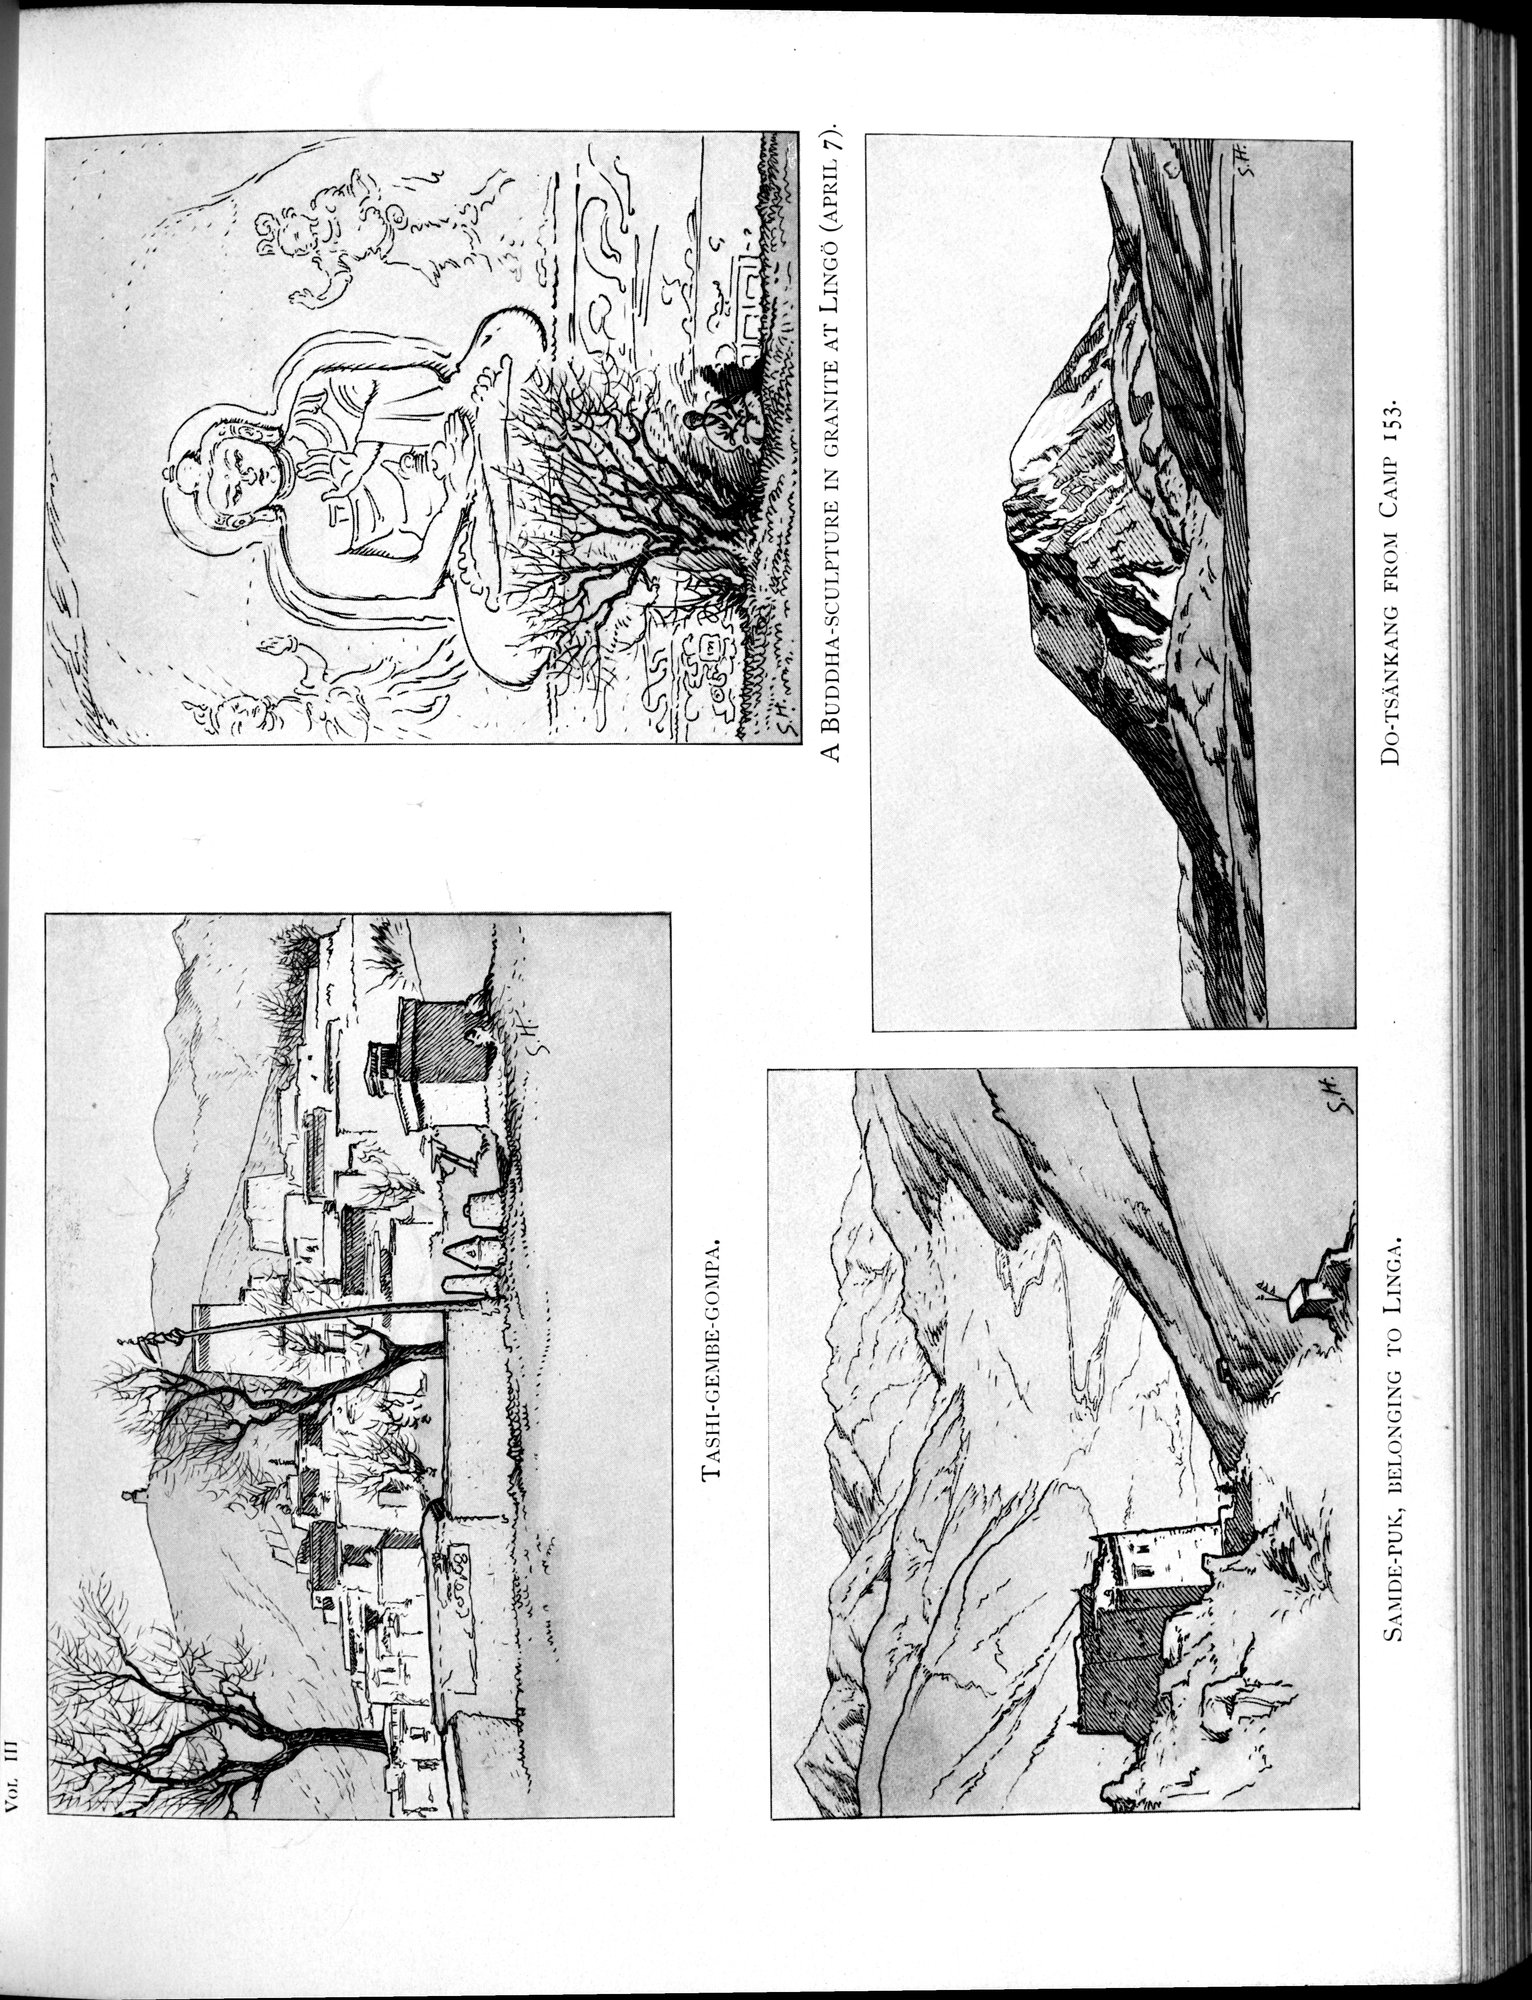 VOL III
TASHI-GEMBE-GOMPA.
A BUDDHA-SCULPTURE IN GRANITE AT LINGÖ (APRIL 7).
SAMDE-PUK, BELONGING TO LINGA.
DO-TSÄNKANG FROM CAMP 153.
S.H.
S.H.
S.H.
S.H.